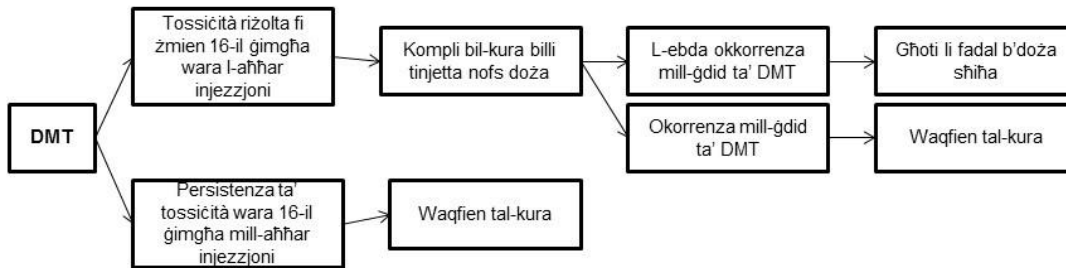 Tossiċità riżolta fi
żmien 16-il ġimgħa
wara l-aħħar
injezzjoni
Kompli bil-kura billi
tinjetta nofs doża
L-ebda okkorrenza
mill-ġdid ta’ DMT
Għoti li fadal b’doża
sħiħa
DMT
Okorrenza mill-ġdid
ta’ DMT
Waqfien tal-kura
Persistenza ta’
tossiċità wara 16-il
ġimgħa mill-aħħar
injezzjoni
Waqfien tal-kura